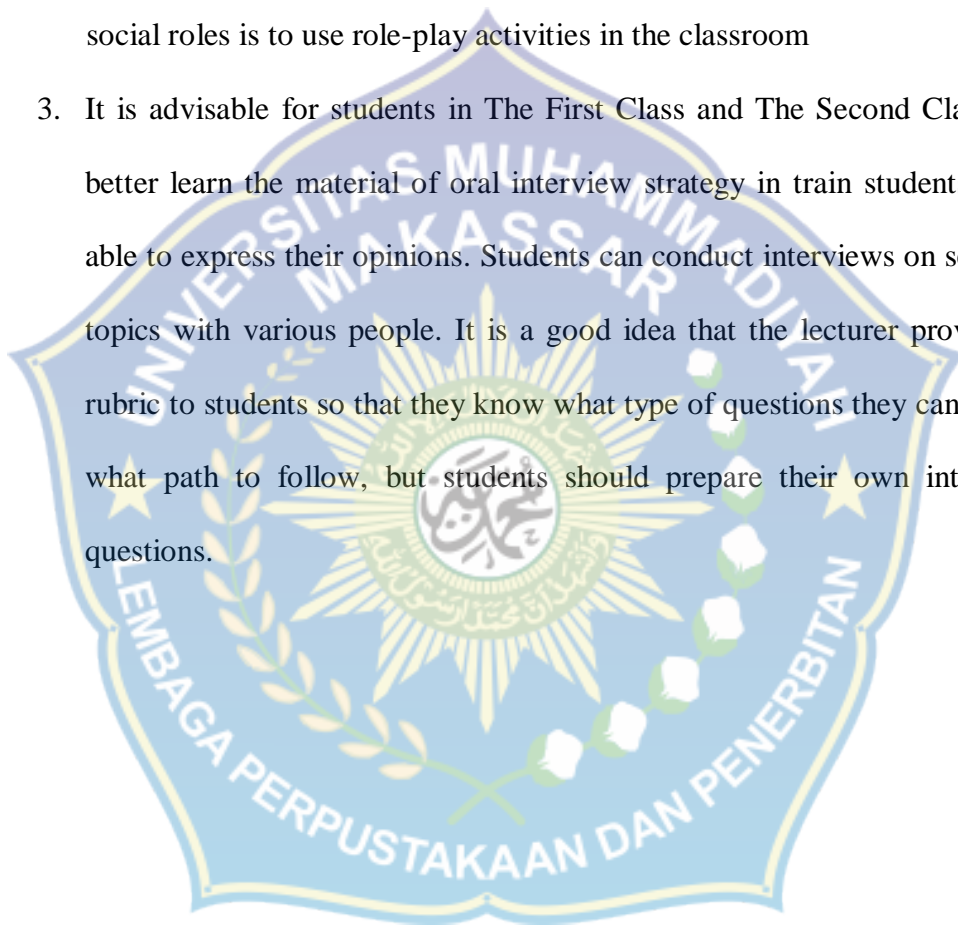 social roles is to use role-play activities in the classroom
3. It is advisable for students in The First Class and The Second Cla
better learn the material of oral interview strategy in train student
able to express their opinions. Students can conduct interviews on se
topics with various people. It is a good idea that the lecturer prov
rubric to students so that they know what type of questions they can
what path to follow, but students should prepare their own int
questions.
UNIVERSITAS MUHAMMADIYAH
MAKASSAR
LEMBAGA PERPUSTAKAAN DAN PENERBITAN